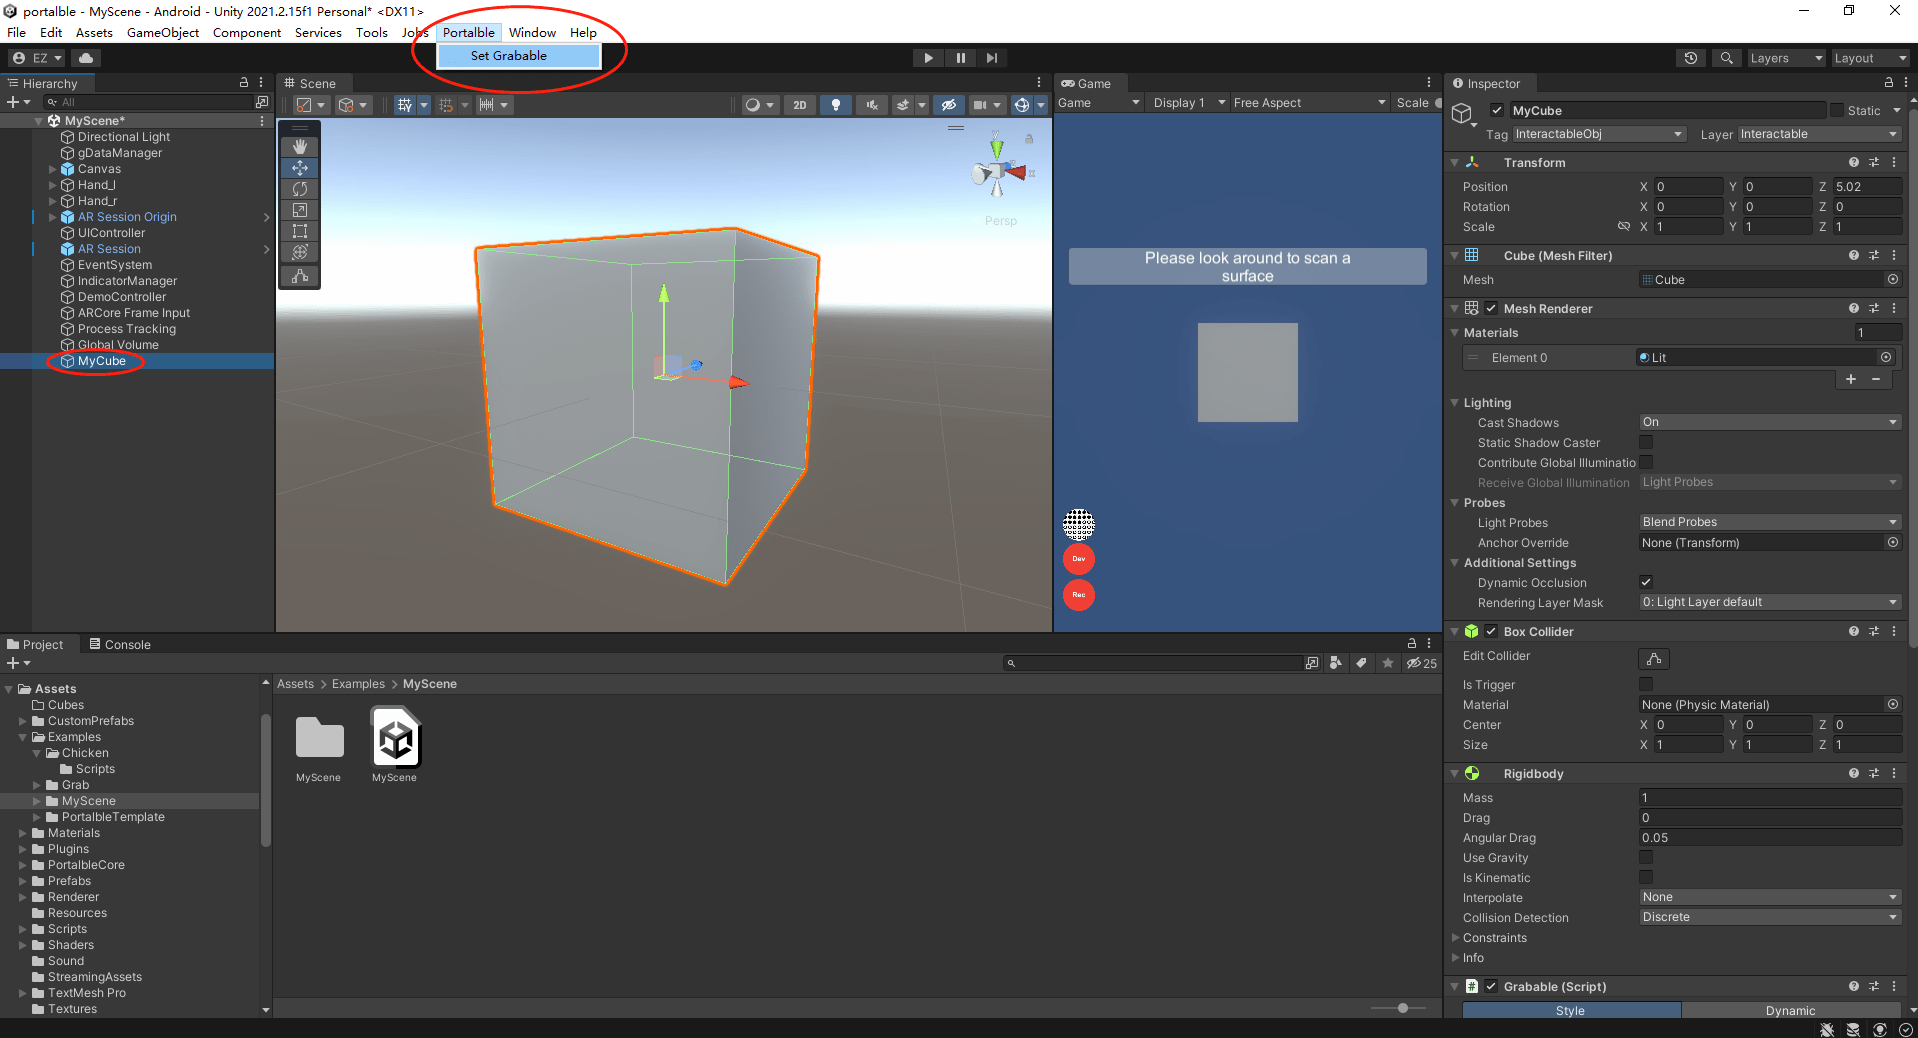 portalble - MyScene - Android - Unity 2021.2.15f1 Personal* <DX11>
File Edit Assets GameObject Component Services Tools Jobs Portalble Window Help
Set Grabable
EZ
Layers
Layout
Hierarchy
All
MyScene*
Directional Light
gDataManager
Canvas
Hand_l
Hand_r
AR Session Origin
UIController
AR Session
EventSystem
IndicatorManager
DemoController
ARCore Frame Input
Process Tracking
Global Volume
MyCube
Scene
2D
y
x
z
Persp
Game
Game Display 1 Free Aspect Scale
Please look around to scan a
surface
Dev
Rec
Inspector
MyCube Static
Tag InteractableObj Layer Interactable
Transform
Position X 0 Y 0 Z 5.02
Rotation X 0 Y 0 Z 0
Scale X 1 Y 1 Z 1
Cube (Mesh Filter)
Mesh Cube
Mesh Renderer
Materials 1
Element 0 Lit
Lighting
Cast Shadows On
Static Shadow Caster
Contribute Global Illuminatio
Receive Global Illumination Light Probes
Probes
Light Probes Blend Probes
Anchor Override None (Transform)
Additional Settings
Dynamic Occlusion
Rendering Layer Mask 0: Light Layer default
Box Collider
Edit Collider
Is Trigger
Material None (Physic Material)
Center X 0 Y 0 Z 0
Size X 1 Y 1 Z 1
Rigidbody
Mass 1
Drag 0
Angular Drag 0.05
Use Gravity
Is Kinematic
Interpolate None
Collision Detection Discrete
Constraints
Info
Grabable (Script)
Style Dynamic
Project Console
25
Assets
Cubes
CustomPrefabs
Examples
Chicken
Scripts
Grab
MyScene
PortalbleTemplate
Materials
Plugins
PortalbleCore
Prefabs
Renderer
Resources
Scripts
Shaders
Sound
StreamingAssets
TextMesh Pro
Textures
Assets > Examples > MyScene
MyScene
MyScene